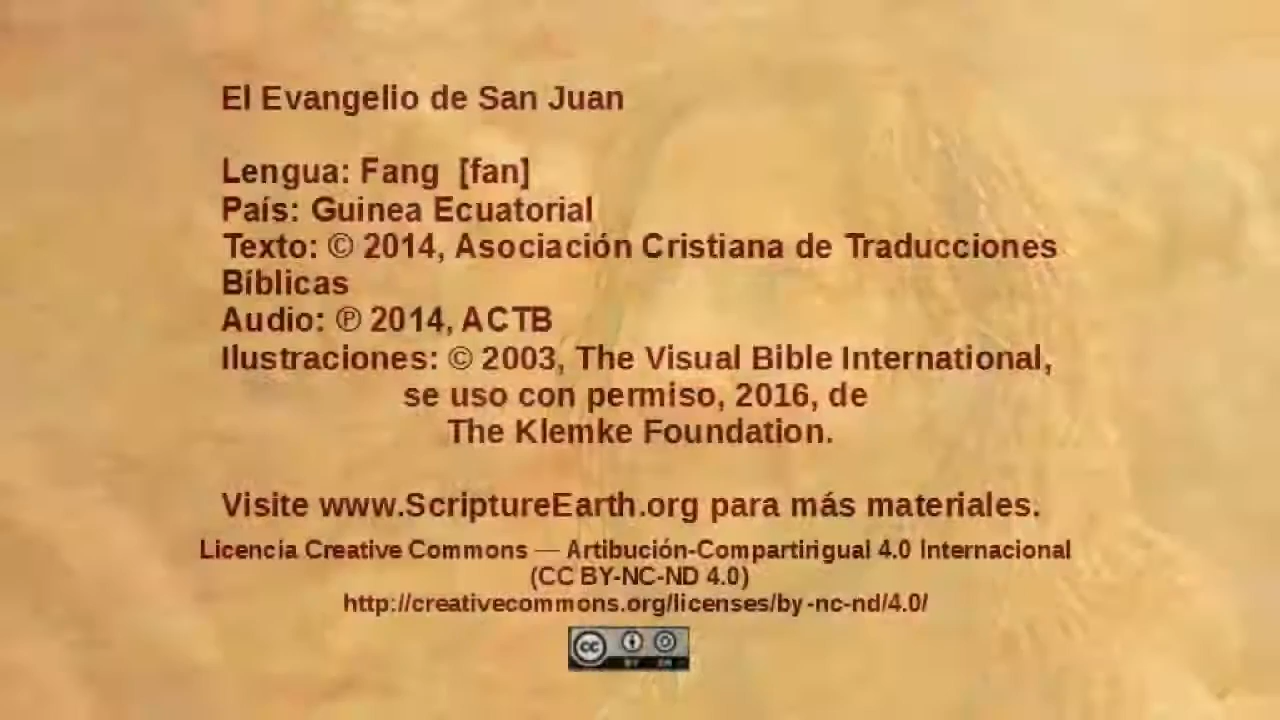 El Evangelio de San Juan
Lengua: Fang [fan]
País: Guinea Ecuatorial
Texto: © 2014, Asociación Cristiana de Traducciones
Bíblicas
Audio: ℗ 2014, ACTB
Ilustraciones: © 2003, The Visual Bible International,
se uso con permiso, 2016, de
The Klemke Foundation.
Visite www.ScriptureEarth.org para más materiales.
Licencia Creative Commons — Artibución-Compartirigual 4.0 Internacional
(CC BY-NC-ND 4.0)
http://creativecommons.org/licenses/by-nc-nd/4.0/
cc
BY